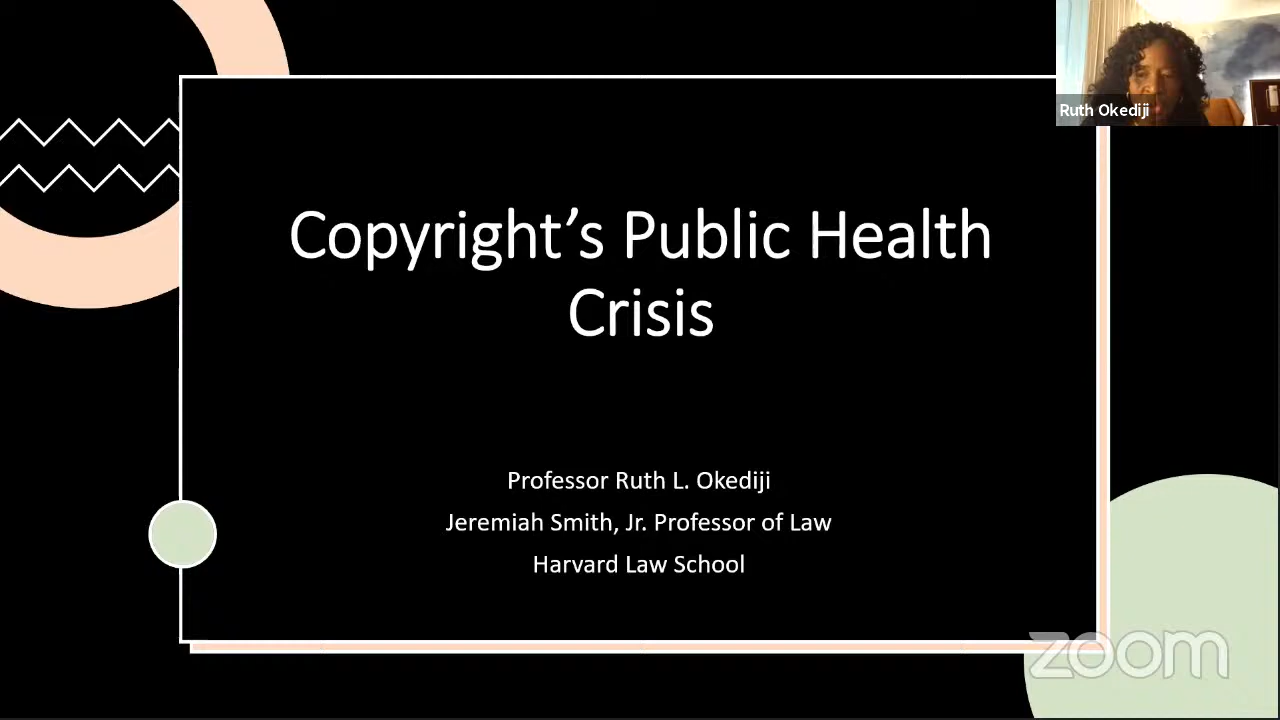 Ruth Okediji
Copyright’s Public Health
Crisis
Professor Ruth L. Okediji
Jeremiah Smith, Jr. Professor of Law
Harvard Law School
zoom